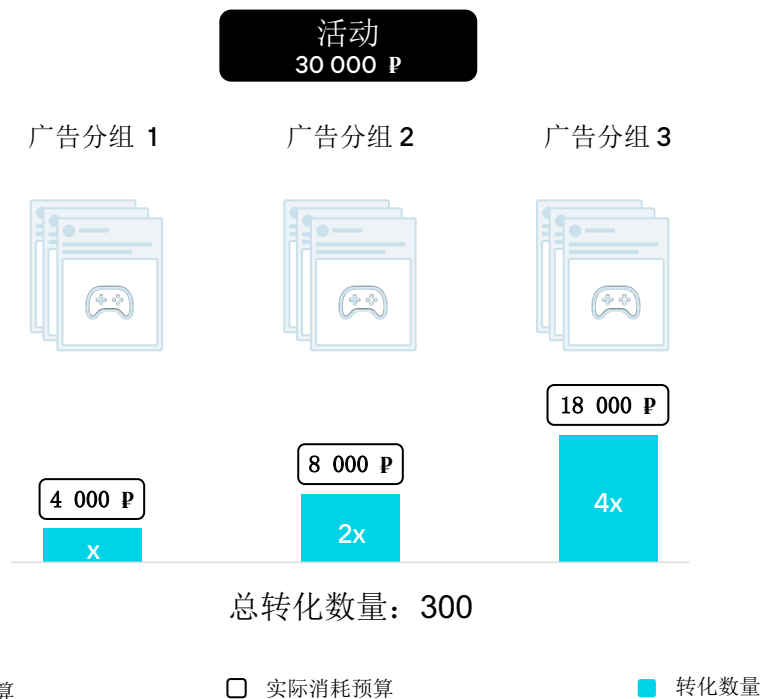 活动
30 000 ₽
广告分组 1
广告分组 2
广告分组 3
18 000 ₽
8 000 ₽
4 000 ₽
4x
2x
x
总转化数量：300
算
实际消耗预算
转化数量